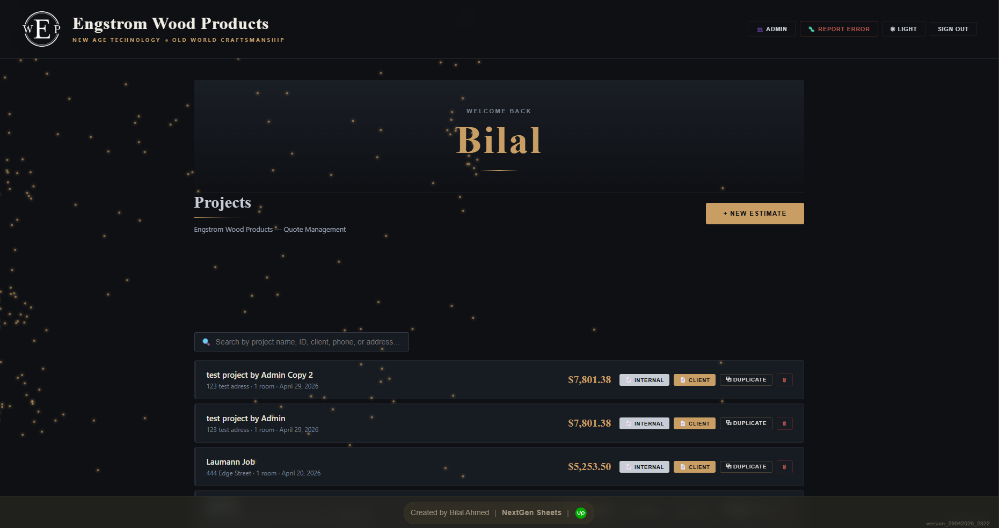 W E P
Engstrom Wood Products
NEW AGE TECHNOLOGY ● OLD WORLD CRAFTSMANSHIP
ADMIN
REPORT ERROR
LIGHT
SIGN OUT
WELCOME BACK
Bilal
Projects
Engstrom Wood Products — Quote Management
+ NEW ESTIMATE
Search by project name, ID, client, phone, or address...
test project by Admin Copy 2
123 test adress · 1 room · April 29, 2026
$7,801.38 INTERNAL CLIENT DUPLICATE
test project by Admin
123 test adress · 1 room · April 29, 2026
$7,801.38 INTERNAL CLIENT DUPLICATE
Laumann Job
444 Edge Street · 1 room · April 20, 2026
$5,253.50 INTERNAL CLIENT DUPLICATE
Created by Bilal Ahmed | NextGen Sheets | up
version_29042026_2322